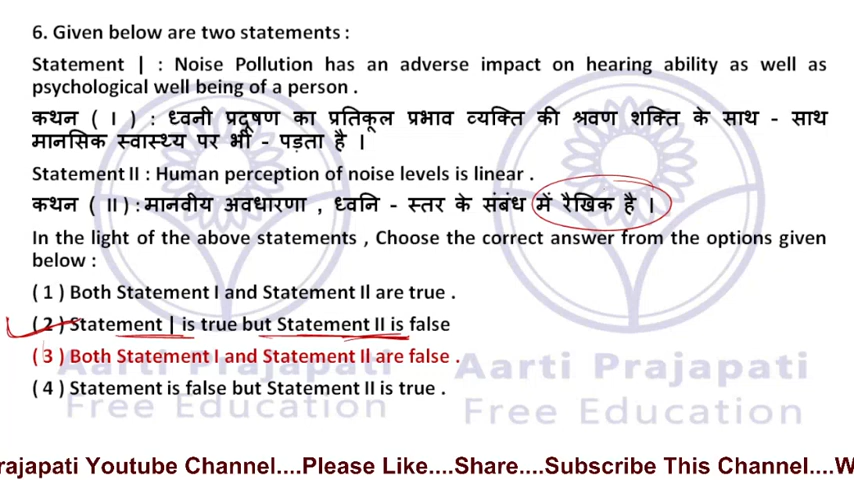 6. Given below are two statements :
Statement | : Noise Pollution has an adverse impact on hearing ability as well as
psychological well being of a person .
कथन ( I ) : ध्वनी प्रदूषण का प्रतिकूल प्रभाव व्यक्ति की श्रवण शक्ति के साथ - साथ
मानसिक स्वास्थ्य पर भी - पड़ता है ।
Statement II : Human perception of noise levels is linear .
कथन ( II ) : मानवीय अवधारणा , ध्वनि - स्तर के संबंध में रैखिक है ।
In the light of the above statements , Choose the correct answer from the options given
below :
( 1 ) Both Statement I and Statement II are true .
( 2 ) Statement | is true but Statement II is false
( 3 ) Both Statement I and Statement II are false .
( 4 ) Statement is false but Statement II is true .
Aarti Prajapati Aarti Prajapati
Free Education Free Education
rajapati Youtube Channel....Please Like....Share....Subscribe This Channel....W